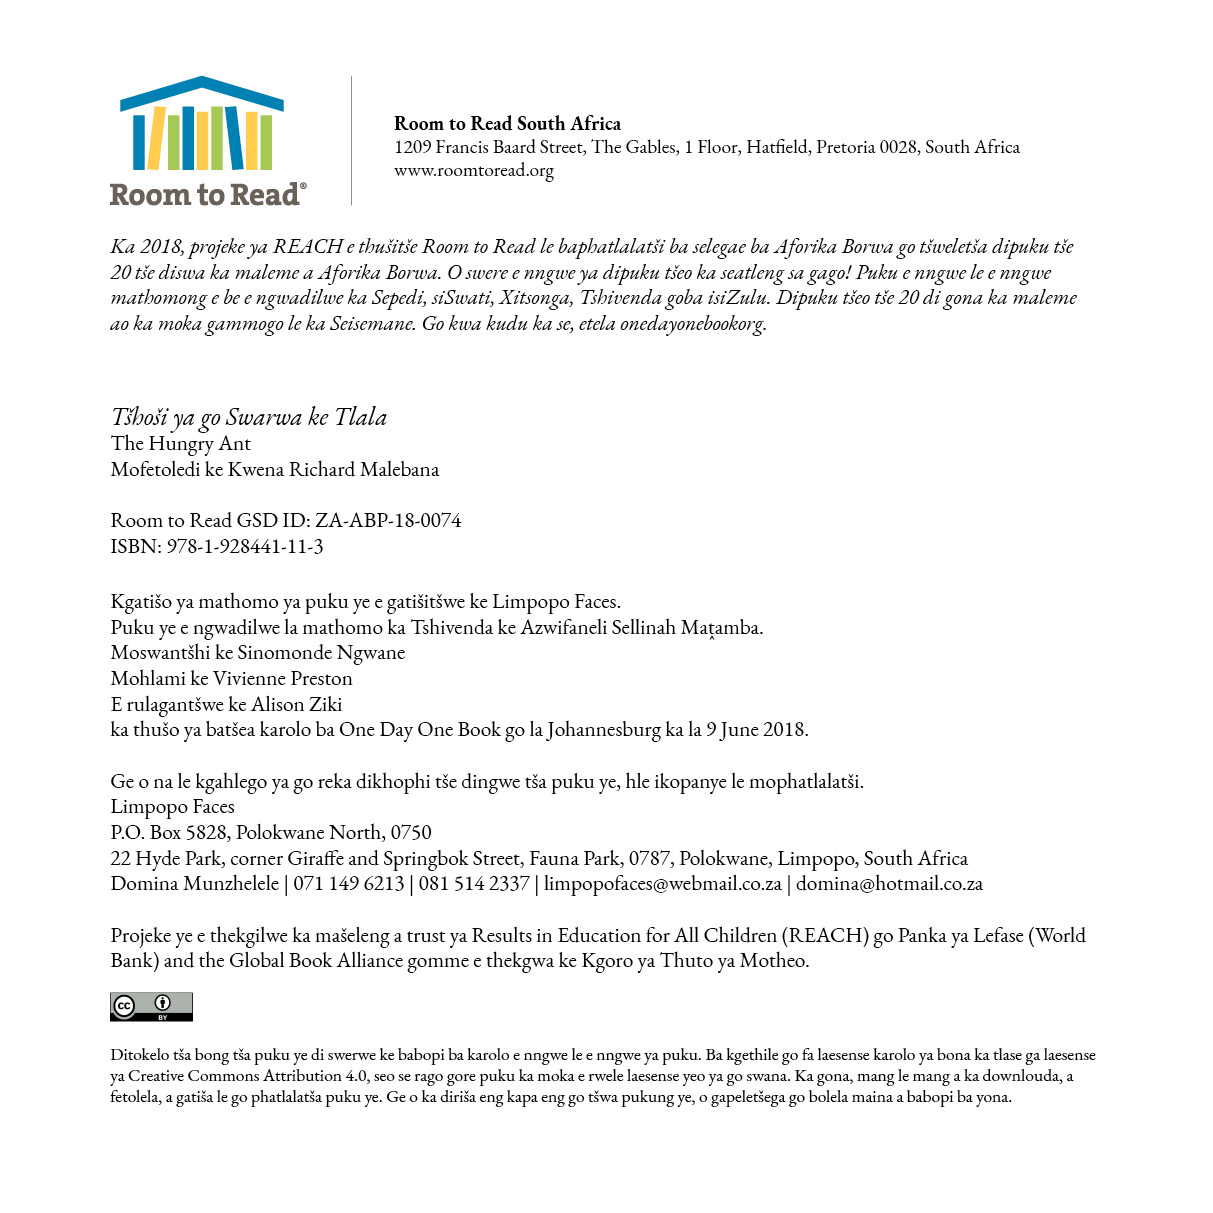 Room to Read®
Room to Read South Africa
1209 Francis Baard Street, The Gables, 1 Floor, Hatfield, Pretoria 0028, South Africa
www.roomtoread.org
Ka 2018, projeke ya REACH e thušitše Room to Read le baphatlalatši ba selegae ba Aforika Borwa go tšweletša dipuku tše
20 tše diswa ka maleme a Aforika Borwa. O swere e nngwe ya dipuku tšeo ka seatleng sa gago! Puku e nngwe le e nngwe
mathomong e be e ngwadilwe ka Sepedi, siSwati, Xitsonga, Tshivenda goba isiZulu. Dipuku tšeo tše 20 di gona ka maleme
ao ka moka gammogo le ka Seisemane. Go kwa kudu ka se, etela onedayonebookorg.
Tšhoši ya go Swarwa ke Tlala
The Hungry Ant
Mofetoledi ke Kwena Richard Malebana
Room to Read GSD ID: ZA-ABP-18-0074
ISBN: 978-1-928441-11-3
Kgatišo ya mathomo ya puku ye e gatišitšwe ke Limpopo Faces.
Puku ye e ngwadilwe la mathomo ka Tshivenda ke Azwifaneli Sellinah Maṱamba.
Moswantšhi ke Sinomonde Ngwane
Mohlami ke Vivienne Preston
E rulagantšwe ke Alison Ziki
ka thušo ya batšea karolo ba One Day One Book go la Johannesburg ka la 9 June 2018.
Ge o na le kgahlego ya go reka dikhophi tše dingwe tša puku ye, hle ikopanye le mophatlalatši.
Limpopo Faces
P.O. Box 5828, Polokwane North, 0750
22 Hyde Park, corner Giraffe and Springbok Street, Fauna Park, 0787, Polokwane, Limpopo, South Africa
Domina Munzhelele | 071 149 6213 | 081 514 2337 | limpopofaces@webmail.co.za | domina@hotmail.co.za
Projeke ye e thekgilwe ka mašeleng a trust ya Results in Education for All Children (REACH) go Panka ya Lefase (World
Bank) and the Global Book Alliance gomme e thekgwa ke Kgoro ya Thuto ya Motheo.
cc BY
Ditokelo tša bong tša puku ye di swerwe ke babopi ba karolo e nngwe le e nngwe ya puku. Ba kgethile go fa laesense karolo ya bona ka tlase ga laesense
ya Creative Commons Attribution 4.0, seo se rago gore puku ka moka e rwele laesense yeo ya go swana. Ka gona, mang le mang a ka downlouda, a
fetolela, a gatiša le go phatlalatša puku ye. Ge o ka diriša eng kapa eng go tšwa pukung ye, o gapeletšega go bolela maina a babopi ba yona.